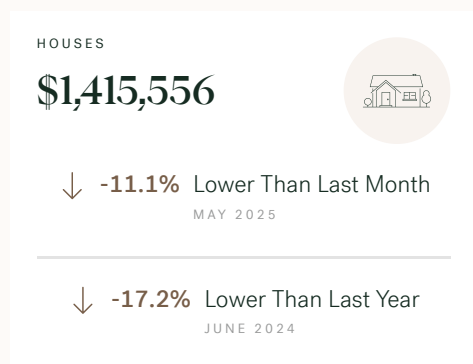 HOUSES
$1,415,556
-11.1% Lower Than Last Month
MAY 2025
-17.2% Lower Than Last Year
JUNE 2024